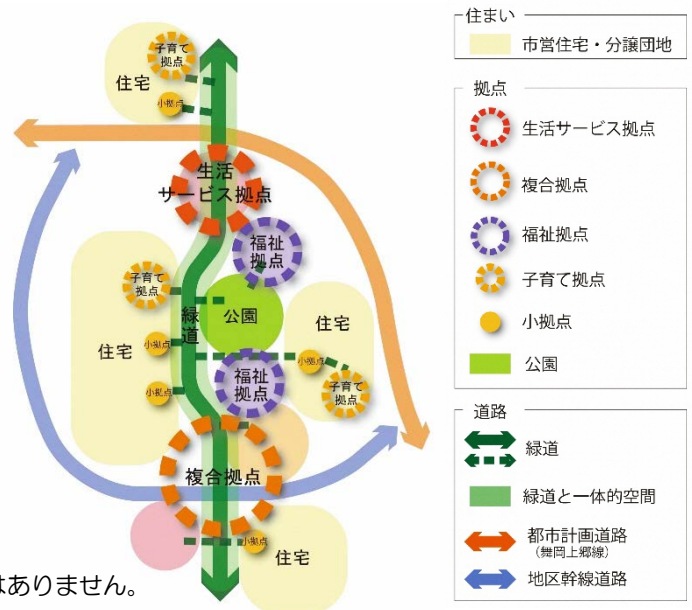 子育て
拠点
住宅
小拠点
生活
サービス拠点
福祉
拠点
子育て
拠点
緑道
公園
住宅
住宅
小拠点
小拠点
小拠点
福祉
拠点
子育て
拠点
複合拠点
小拠点
住宅
はありません。
住まい
市営住宅・分譲団地
拠点
生活サービス拠点
複合拠点
福祉拠点
子育て拠点
小拠点
公園
道路
緑道
緑道と一体的空間
都市計画道路
(舞岡上郷線)
地区幹線道路